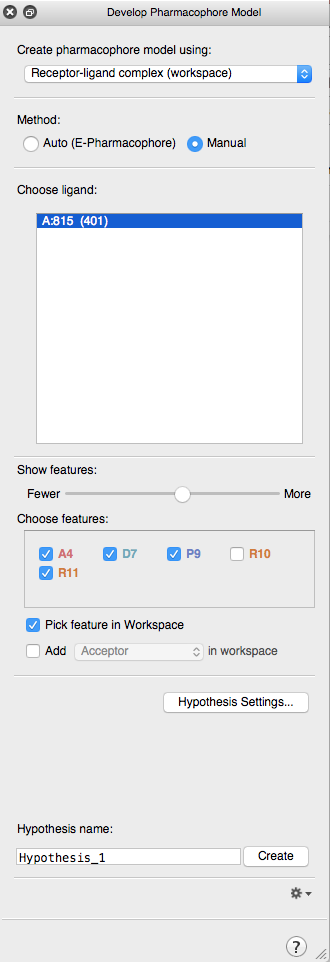 Develop Pharmacophore Model
Create pharmacophore model using:
Receptor-ligand complex (workspace)
Method:
Auto (E-Pharmacophore) Manual
Choose ligand:
A:815 (401)
Show features:
Fewer More
Choose features:
A4 D7 P9 R10
R11
Pick feature in Workspace
Add Acceptor in workspace
Hypothesis Settings...
Hypothesis name:
Hypothesis_1 Create
?